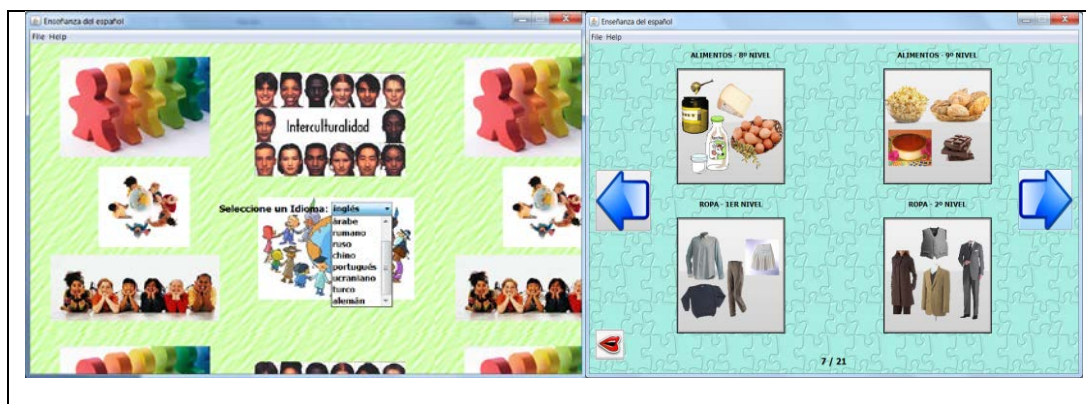 Enseñanza del español
File Help
Interculturalidad
Seleccione un Idioma: inglés
árabe
rumano
ruso
chino
portugués
ucraniano
turco
alemán
Enseñanza del español
File Help
ALIMENTOS - 8º NIVEL
ALIMENTOS - 9º NIVEL
ROPA - 1ER NIVEL
ROPA - 2º NIVEL
7 / 21